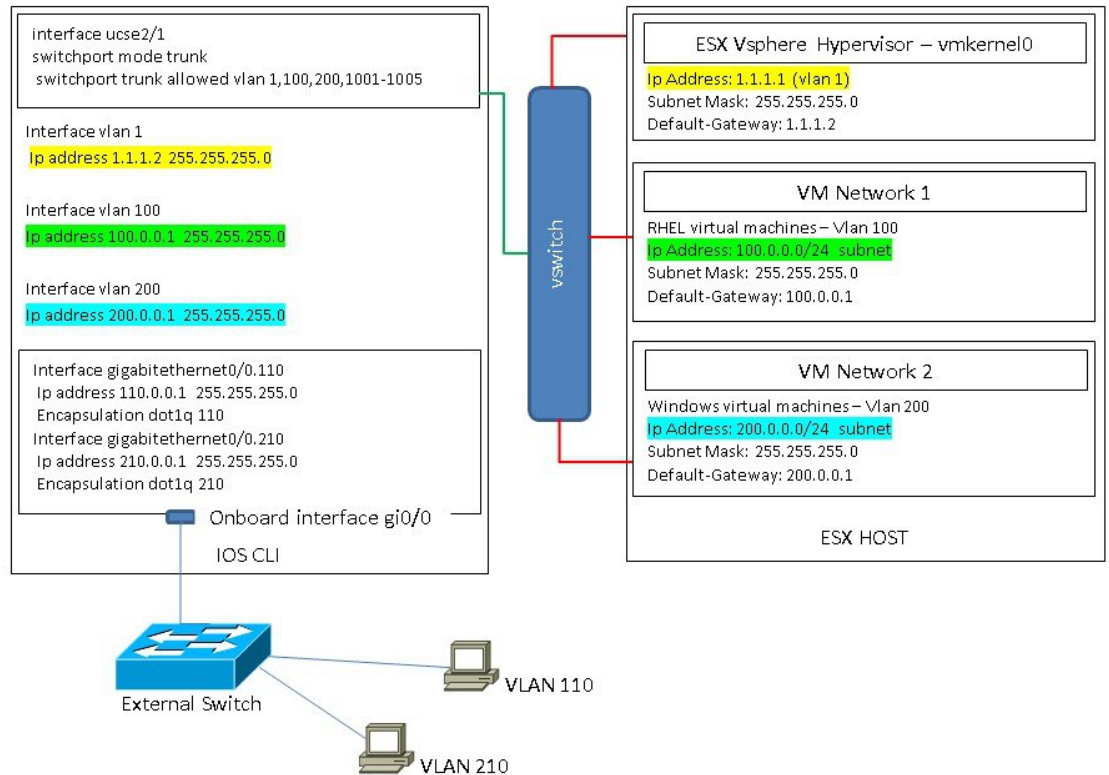 interface ucse2/1
switchport mode trunk
switchport trunk allowed vlan 1,100,200,1001-1005
Interface vlan 1
Ip address 1.1.1.2 255.255.255.0
Interface vlan 100
Ip address 100.0.0.1 255.255.255.0
Interface vlan 200
Ip address 200.0.0.1 255.255.255.0
Interface gigabitethernet0/0.110
Ip address 110.0.0.1 255.255.255.0
Encapsulation dot1q 110
Interface gigabitethernet0/0.210
Ip address 210.0.0.1 255.255.255.0
Encapsulation dot1q 210
Onboard interface gi0/0
IOS CLI
vswitch
ESX Vsphere Hypervisor – vmkernel0
Ip Address: 1.1.1.1 (vlan 1)
Subnet Mask: 255.255.255.0
Default-Gateway: 1.1.1.2
VM Network 1
RHEL virtual machines – Vlan 100
Ip Address: 100.0.0.0/24 subnet
Subnet Mask: 255.255.255.0
Default-Gateway: 100.0.0.1
VM Network 2
Windows virtual machines – Vlan 200
Ip Address: 200.0.0.0/24 subnet
Subnet Mask: 255.255.255.0
Default-Gateway: 200.0.0.1
ESX HOST
External Switch
VLAN 110
VLAN 210